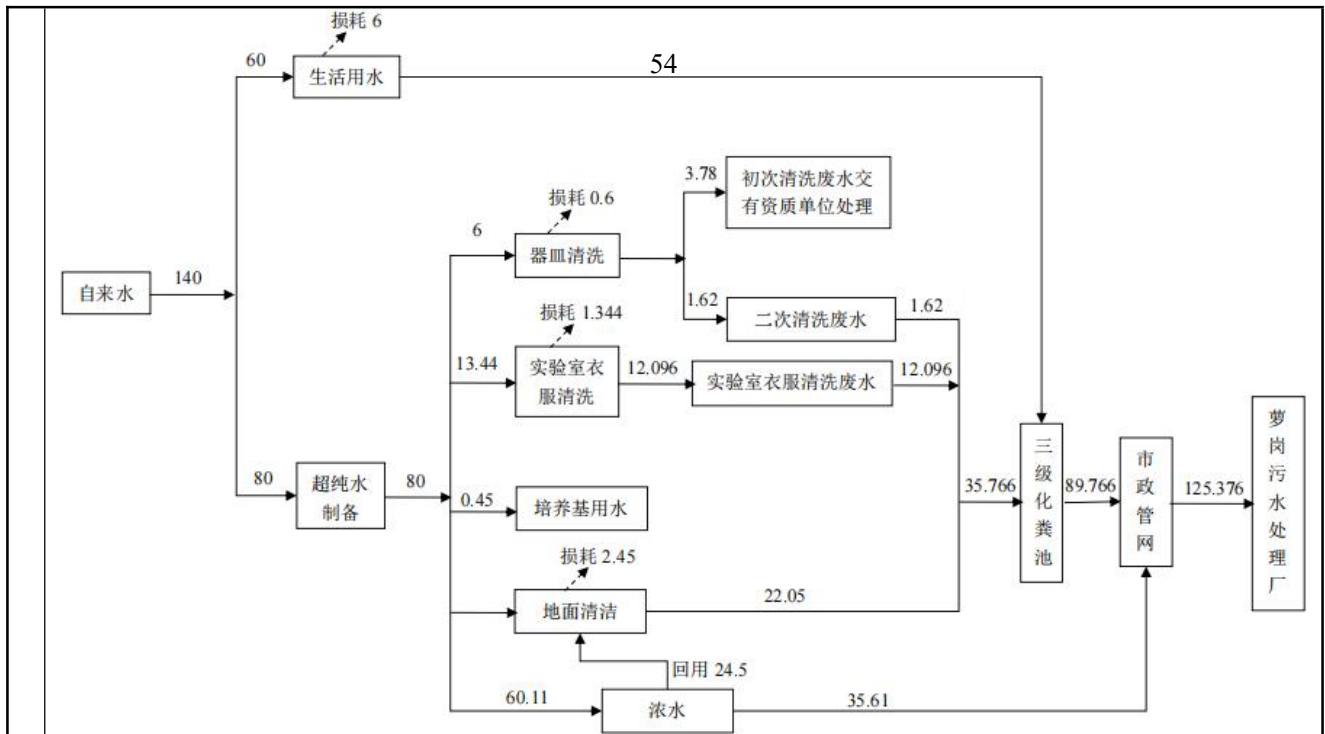 损耗 6
60
生活用水
54
3.78
初次清洗废水交
有资质单位处理
损耗 0.6
6
器皿清洗
自来水
140
1.62
二次清洗废水
1.62
损耗 1.344
13.44
实验室衣
服清洗
12.096
实验室衣服清洗废水
12.096
80
超纯水
制备
80
0.45
培养基用水
35.766
三级化粪池
89.766
市政管网
125.376
萝岗污水处理厂
损耗 2.45
地面清洁
22.05
回用 24.5
60.11
浓水
35.61